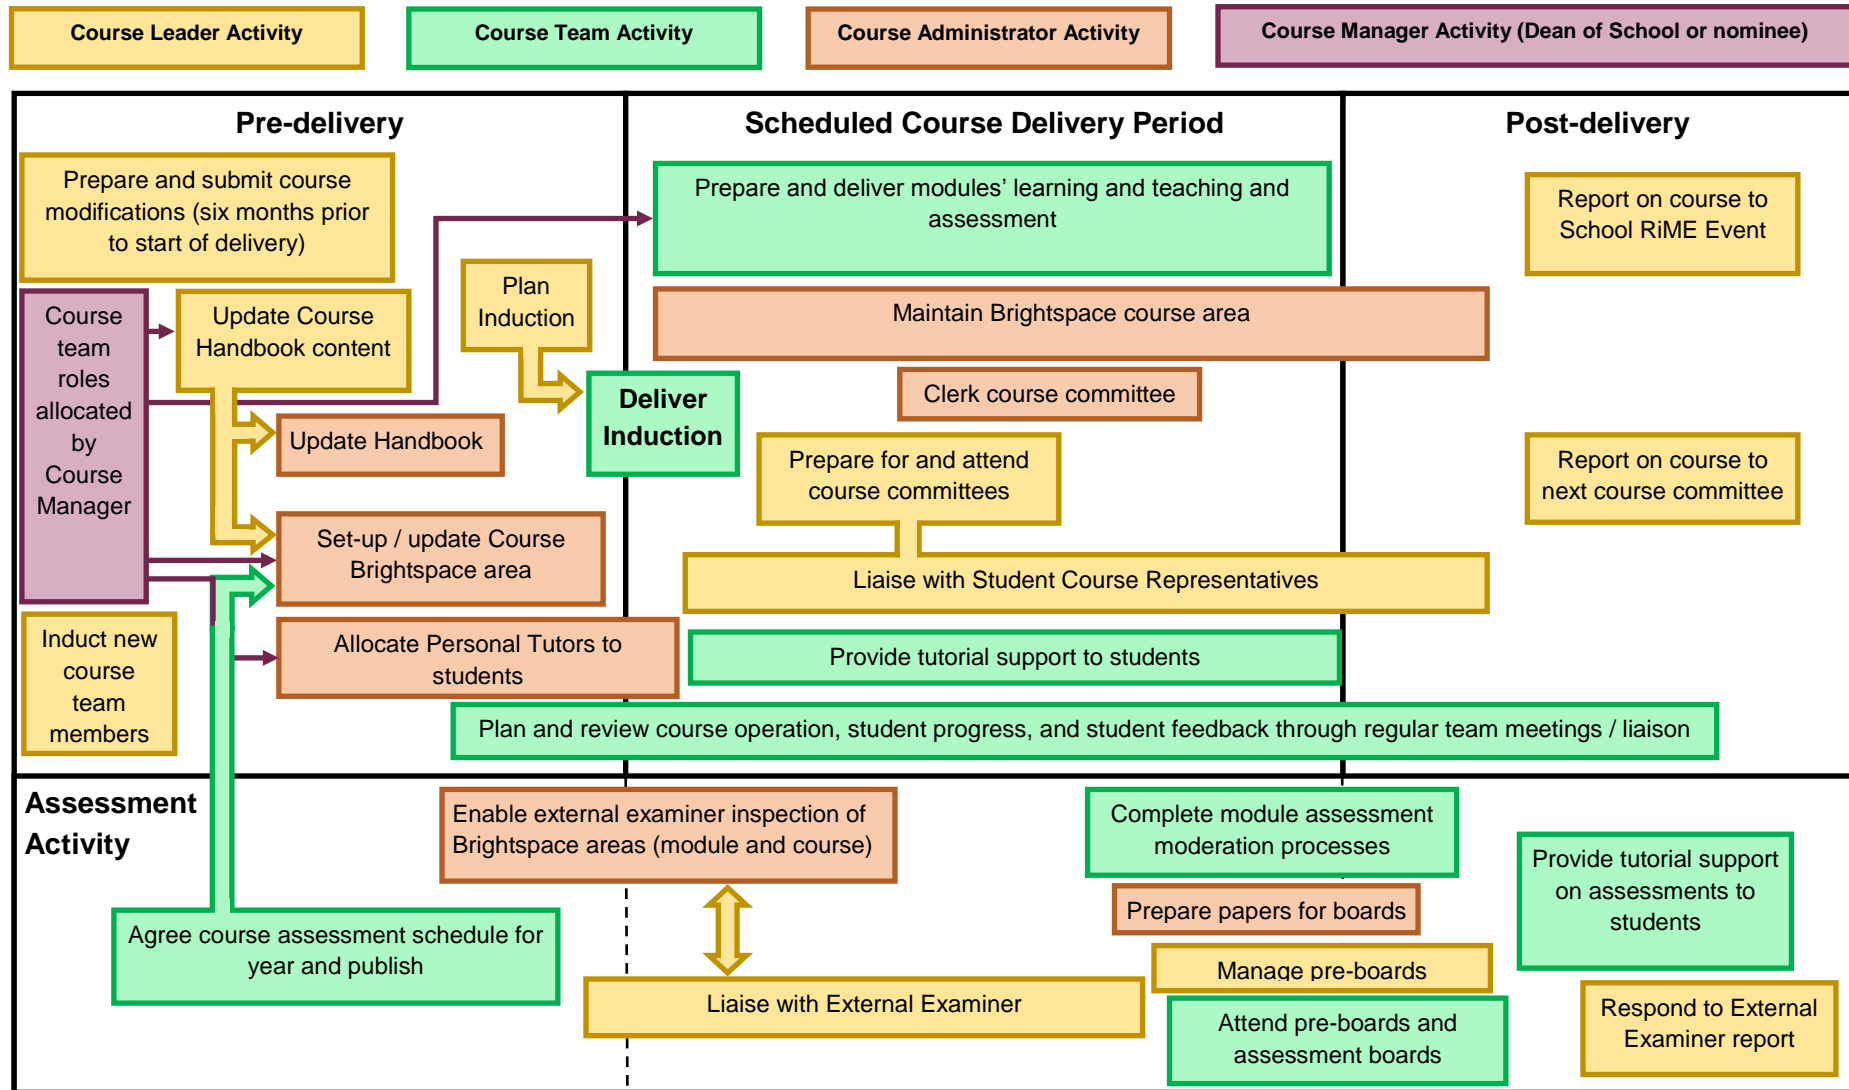 Course Leader Activity
Course Team Activity
Course Administrator Activity
Course Manager Activity (Dean of School or nominee)
Pre-delivery
Scheduled Course Delivery Period
Post-delivery
Prepare and submit course
modifications (six months prior
to start of delivery)
Course
team
roles
allocated
by
Course
Manager
Update Course
Handbook content
Plan
Induction
Update Handbook
Deliver
Induction
Set-up / update Course
Brightspace area
Induct new
course
team
members
Allocate Personal Tutors to
students
Prepare and deliver modules’ learning and teaching and
assessment
Maintain Brightspace course area
Clerk course committee
Prepare for and attend
course committees
Liaise with Student Course Representatives
Provide tutorial support to students
Plan and review course operation, student progress, and student feedback through regular team meetings / liaison
Report on course to
School RiME Event
Report on course to
next course committee
Assessment
Activity
Enable external examiner inspection of
Brightspace areas (module and course)
Agree course assessment schedule for
year and publish
Liaise with External Examiner
Complete module assessment
moderation processes
Prepare papers for boards
Manage pre-boards
Attend pre-boards and
assessment boards
Provide tutorial support
on assessments to
students
Respond to External
Examiner report